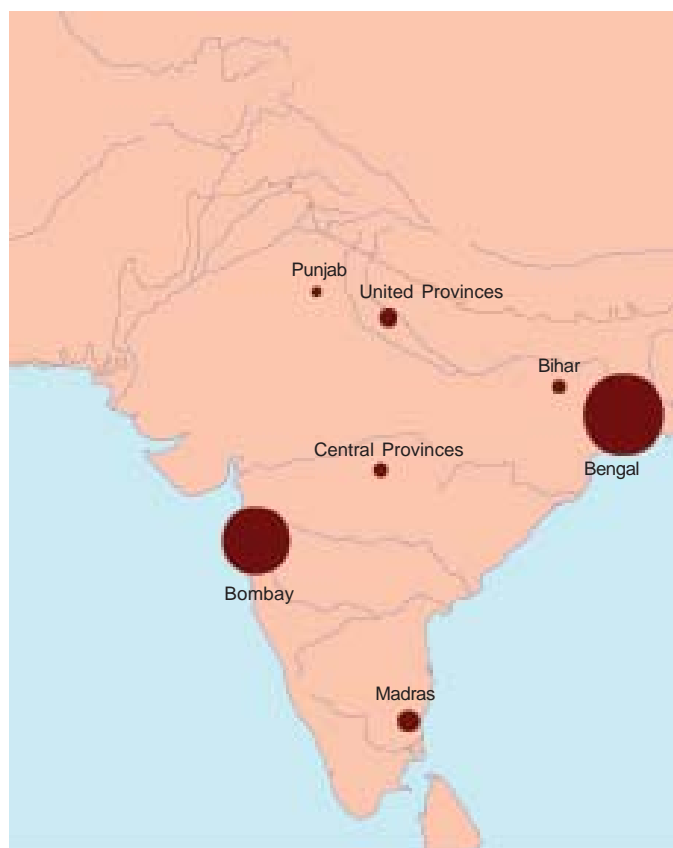 Punjab
United Provinces
Bihar
Central Provinces
Bengal
Bombay
Madras